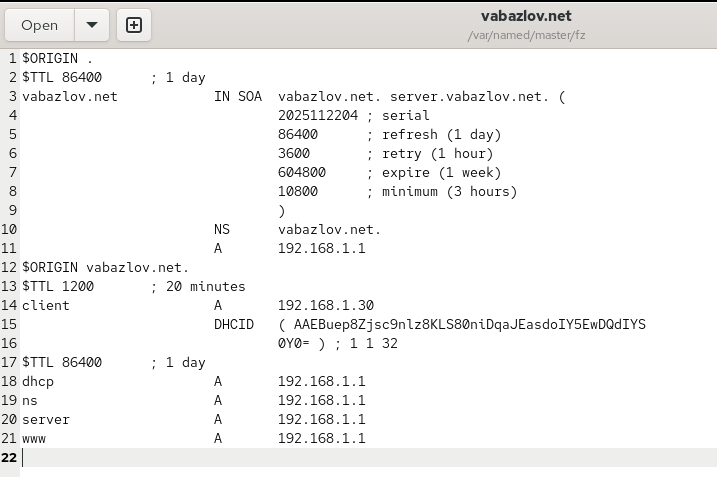 Open
vabazlov.net
/var/named/master/fz
1 $ORIGIN .
2 $TTL 86400 ; 1 day
3 vabazlov.net IN SOA vabazlov.net. server.vabazlov.net. (
4 2025112204 ; serial
5 86400 ; refresh (1 day)
6 3600 ; retry (1 hour)
7 604800 ; expire (1 week)
8 10800 ; minimum (3 hours)
9 )
10 NS vabazlov.net.
11 A 192.168.1.1
12 $ORIGIN vabazlov.net.
13 $TTL 1200 ; 20 minutes
14 client A 192.168.1.30
15 DHCID ( AAEBuep8Zjsc9nlz8KLS80niDqaJEasdoIY5EwDQdIYS
16 0Y0= ) ; 1 1 32
17 $TTL 86400 ; 1 day
18 dhcp A 192.168.1.1
19 ns A 192.168.1.1
20 server A 192.168.1.1
21 www A 192.168.1.1
22